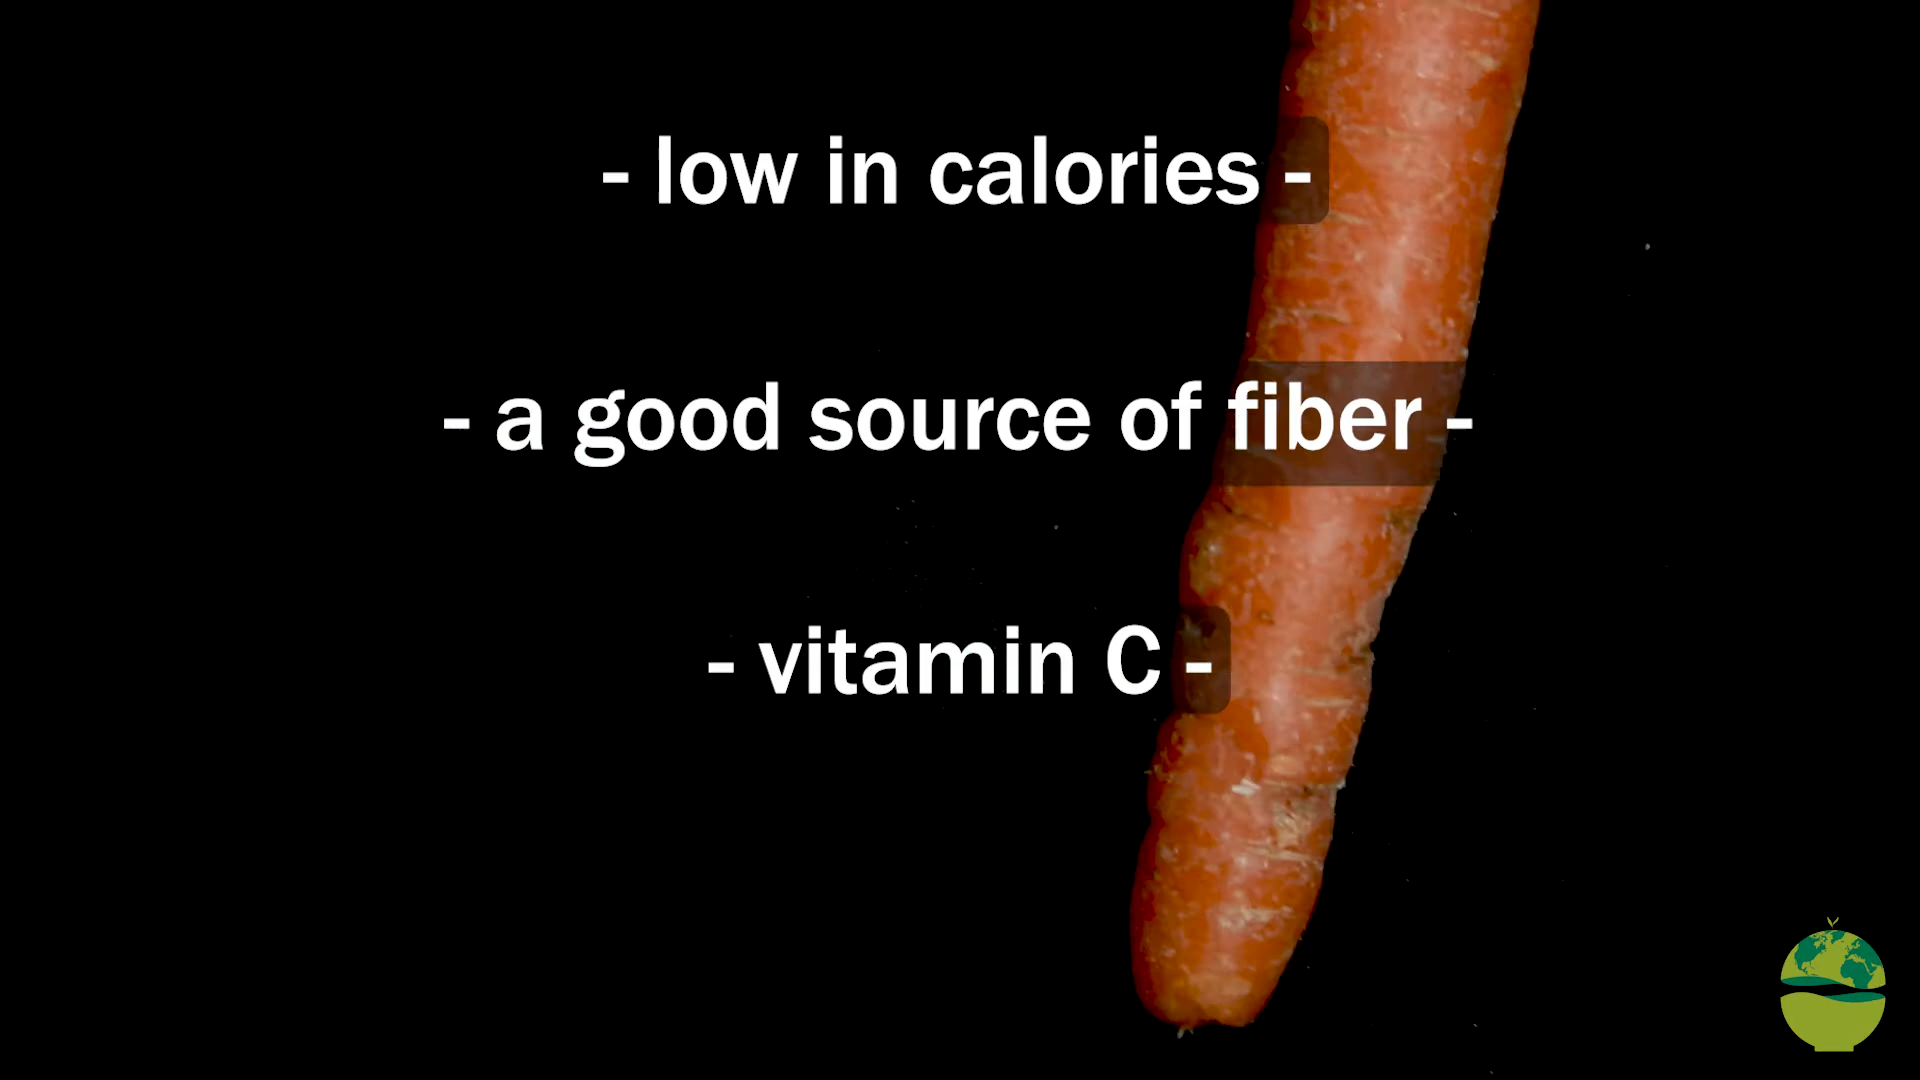 - low in calories -
- a good source of fiber -
- vitamin C -